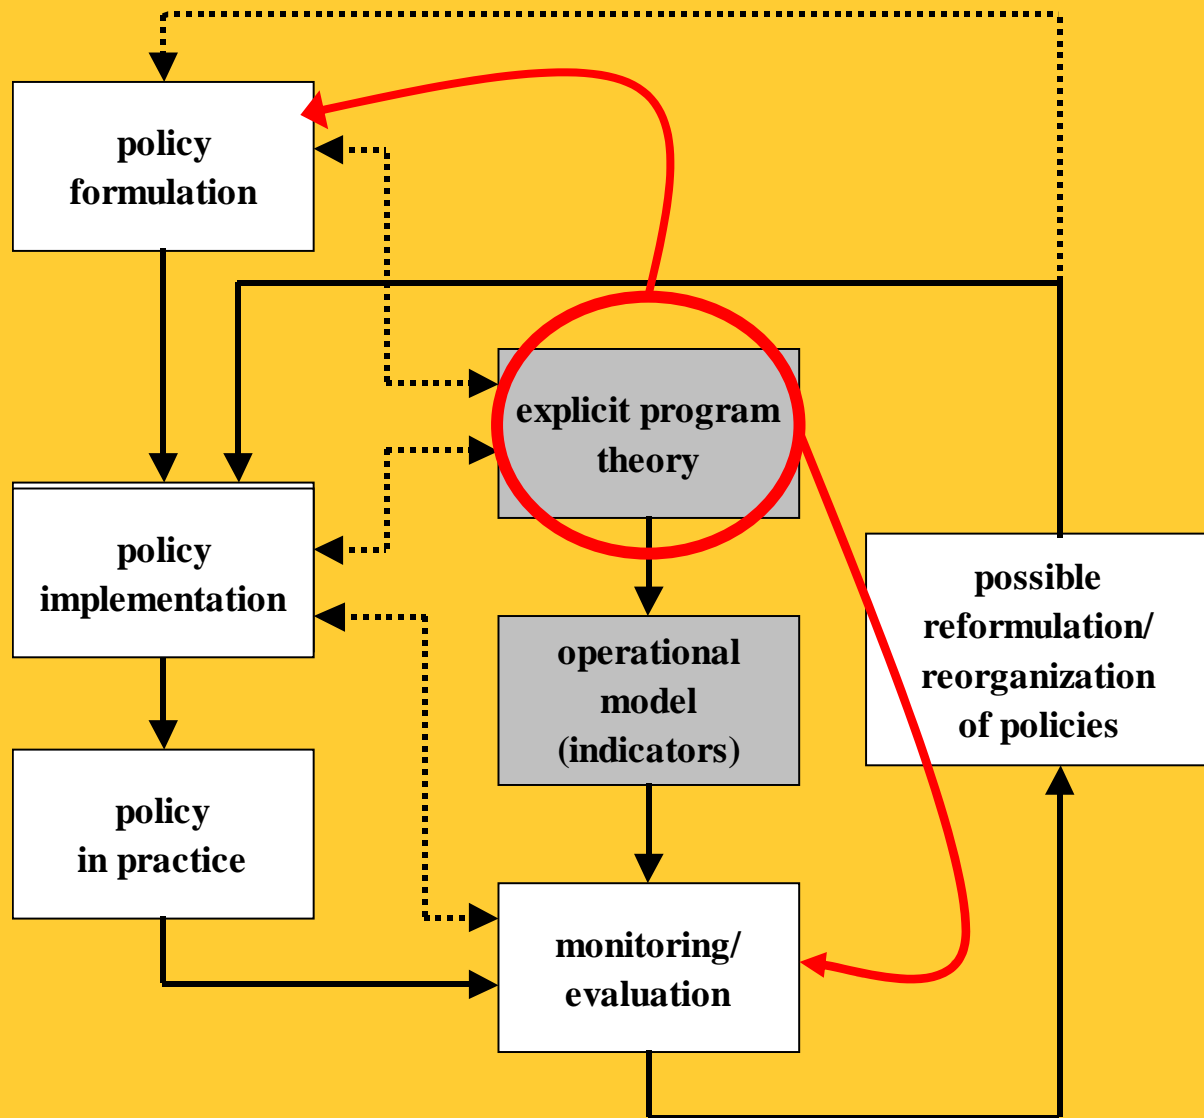 policy
formulation
explicit program
theory
policy
implementation
operational
model
(indicators)
possible
reformulation/
reorganization
of policies
policy
in practice
monitoring/
evaluation